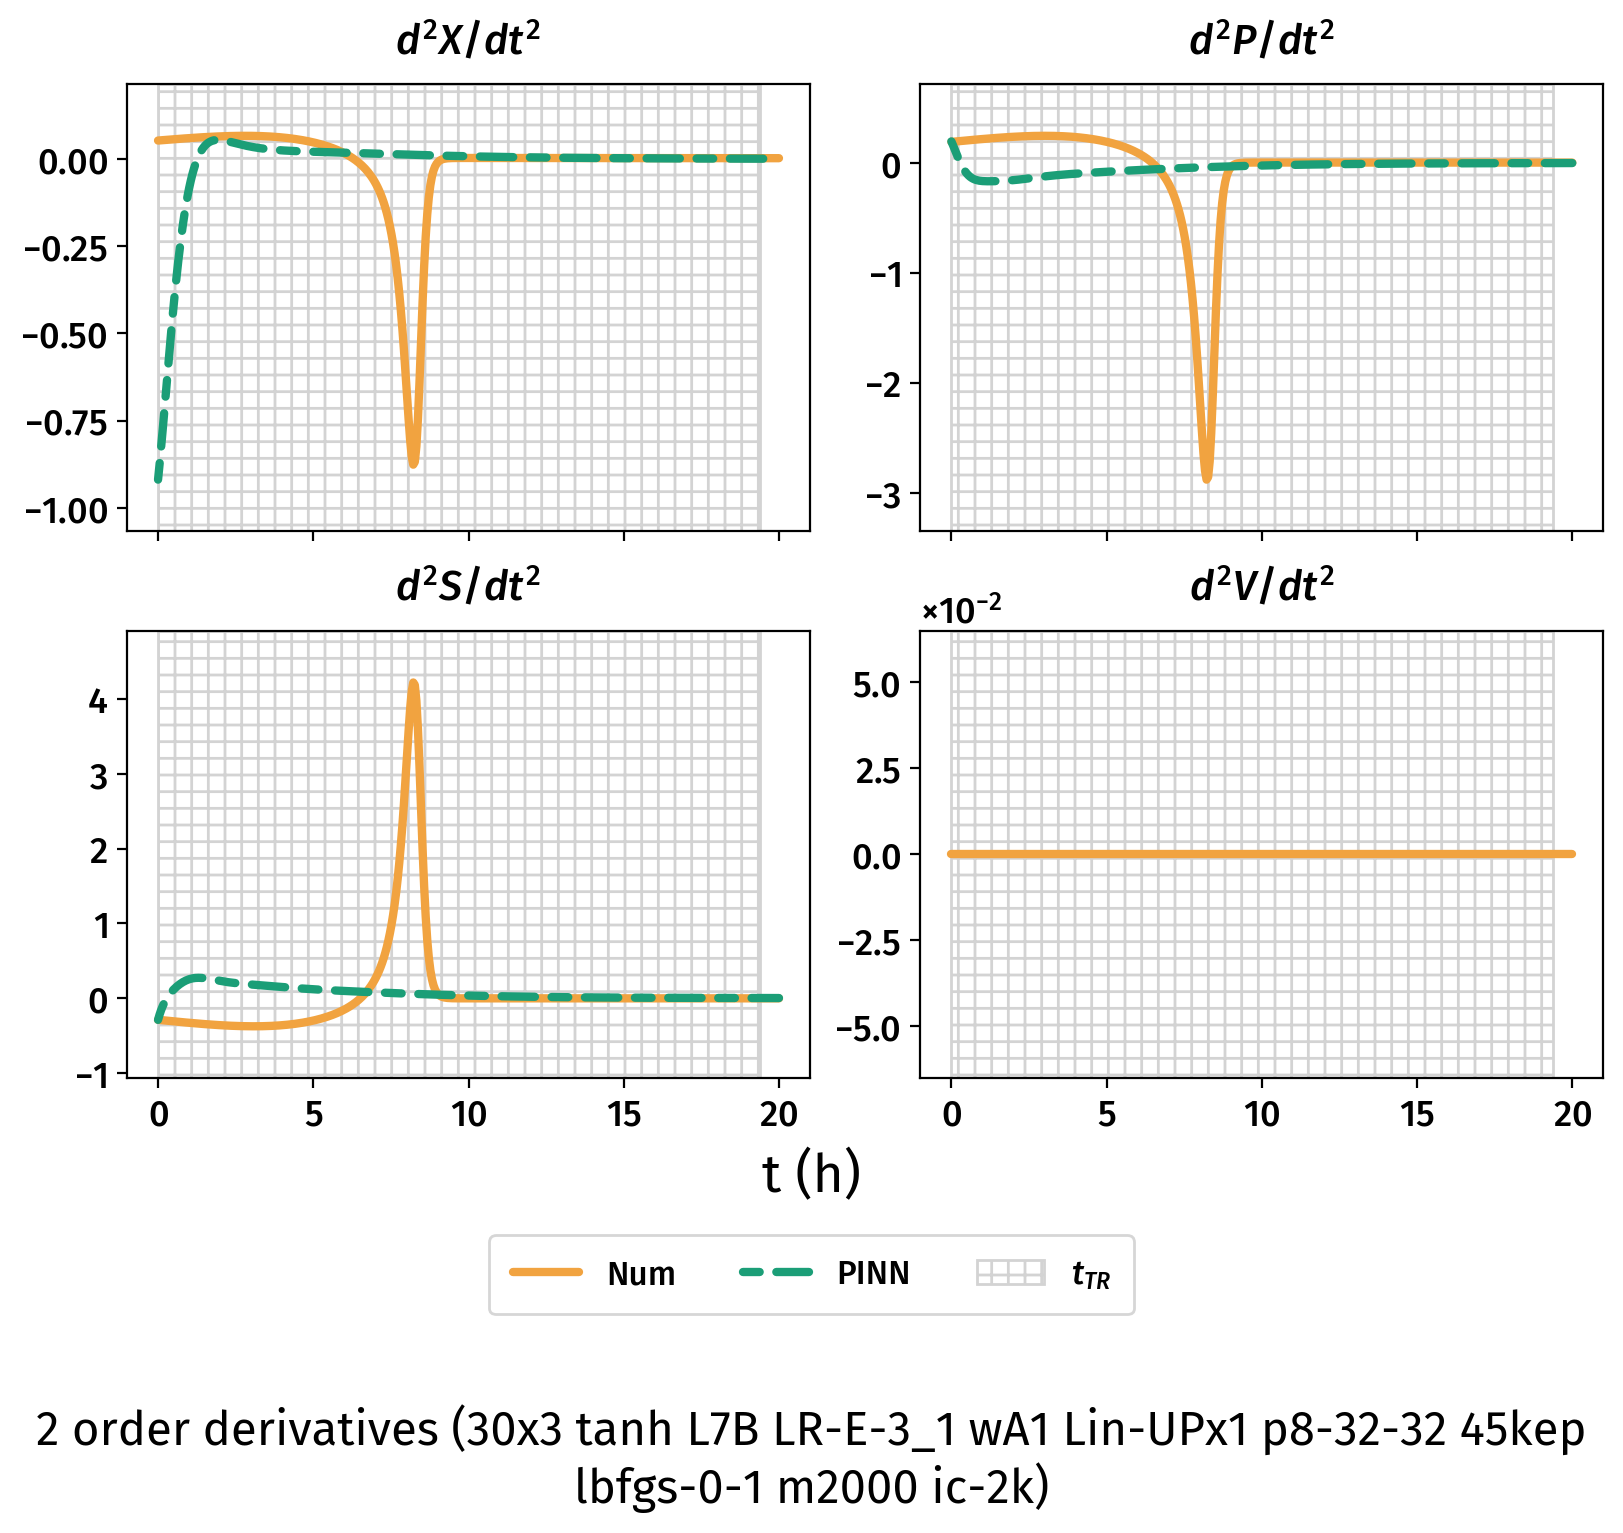 d²X/dt²
d²P/dt²
0.00
−0.25
−0.50
−0.75
−1.00
0
−1
−2
−3
d²S/dt²
d²V/dt²
×10⁻²
4
3
2
1
0
−1
5.0
2.5
0.0
−2.5
−5.0
0 5 10 15 20
0 5 10 15 20
t (h)
Num PINN t_TR
2 order derivatives (30x3 tanh L7B LR-E-3_1 wA1 Lin-UPx1 p8-32-32 45kep
lbfgs-0-1 m2000 ic-2k)